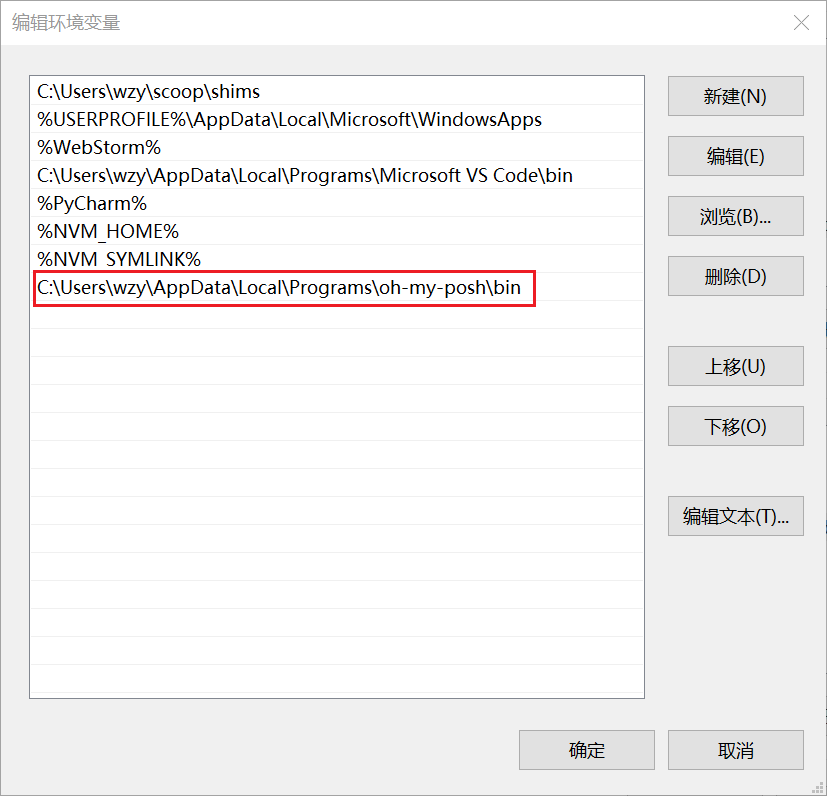 编辑环境变量
C:\Users\wzy\scoop\shims
%USERPROFILE%\AppData\Local\Microsoft\WindowsApps
%WebStorm%
C:\Users\wzy\AppData\Local\Programs\Microsoft VS Code\bin
%PyCharm%
%NVM_HOME%
%NVM_SYMLINK%
C:\Users\wzy\AppData\Local\Programs\oh-my-posh\bin
新建(N)
编辑(E)
浏览(B)...
删除(D)
上移(U)
下移(O)
编辑文本(T)...
确定
取消